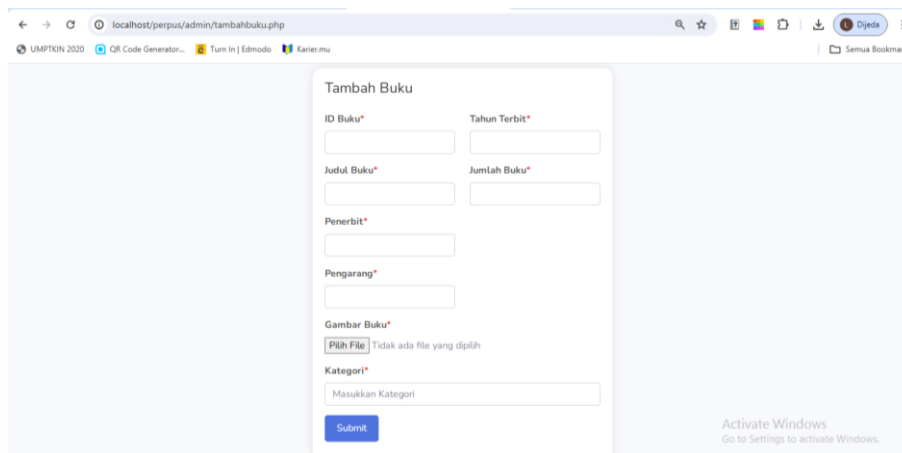 localhost/perpus/admin/tambahbuku.php
L Dijeda
UMPTKIN 2020 QR Code Generator... Turn In | Edmodo Karier.mu Semua Bookma
Tambah Buku
ID Buku* Tahun Terbit*
Judul Buku* Jumlah Buku*
Penerbit*
Pengarang*
Gambar Buku*
Pilih File Tidak ada file yang dipilih
Kategori*
Masukkan Kategori
Submit
Activate Windows
Go to Settings to activate Windows.